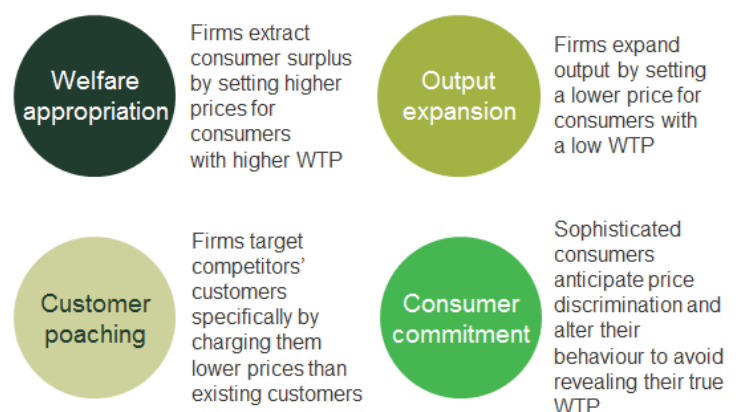 Welfare
appropriation
Firms extract
consumer surplus
by setting higher
prices for
consumers
with higher WTP
Output
expansion
Firms expand
output by setting
a lower price for
consumers with
a low WTP
Customer
poaching
Firms target
competitors'
customers
specifically by
charging them
lower prices than
existing customers
Consumer
commitment
Sophisticated
consumers
anticipate price
discrimination and
alter their
behaviour to avoid
revealing their true
WTP